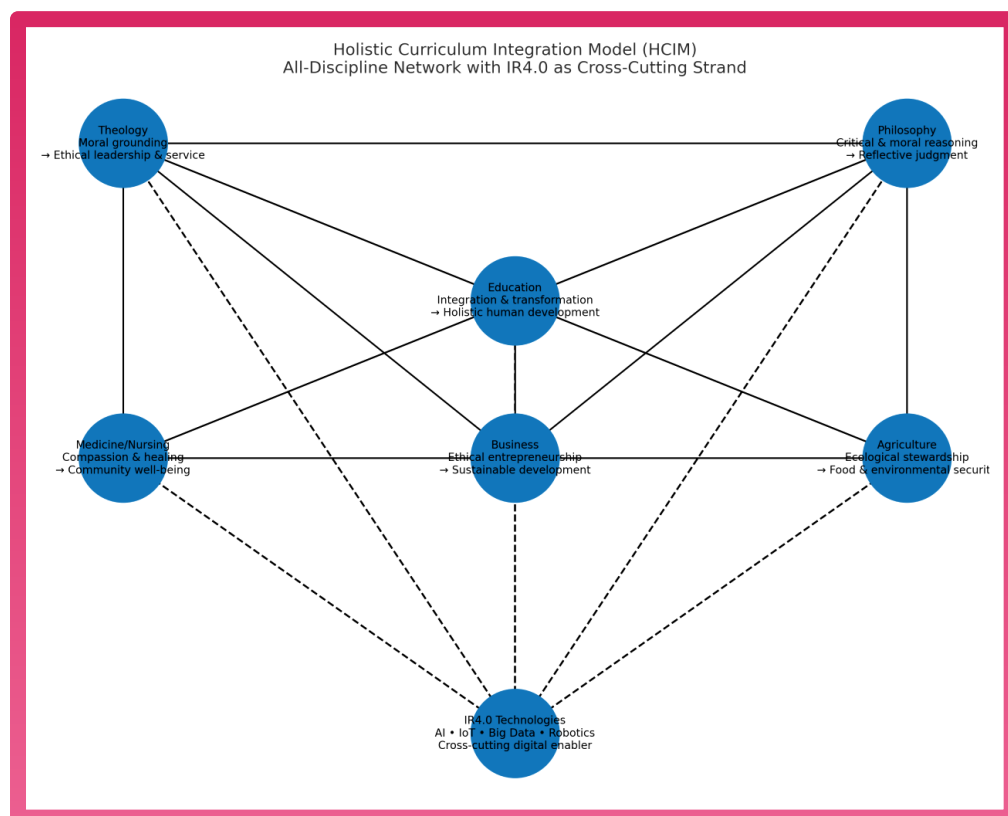 Holistic Curriculum Integration Model (HCIM)
All-Discipline Network with IR4.0 as Cross-Cutting Strand
Theology
Moral grounding
→ Ethical leadership & service
Philosophy
Critical & moral reasoning
→ Reflective judgment
Education
Integration & transformation
→ Holistic human development
Medicine/Nursing
Compassion & healing
→ Community well-being
Business
Ethical entrepreneurship
→ Sustainable development
Agriculture
Ecological stewardship
→ Food & environmental securit
IR4.0 Technologies
AI • IoT • Big Data • Robotics
Cross-cutting digital enabler